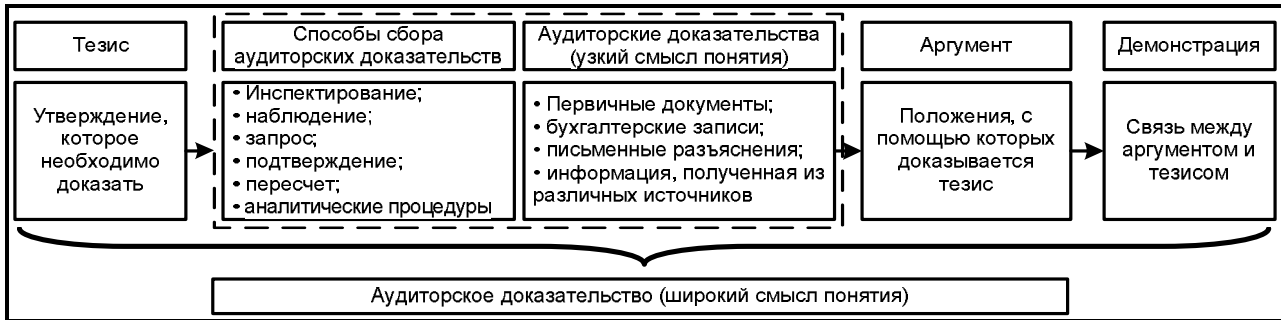 Тезис
Способы сбора
аудиторских доказательств
Аудиторские доказательства
(узкий смысл понятия)
Аргумент
Демонстрация
Утверждение,
которое
необходимо
доказать
• Инспектирование;
• наблюдение;
• запрос;
• подтверждение;
• пересчет;
• аналитические процедуры
• Первичные документы;
• бухгалтерские записи;
• письменные разъяснения;
• информация, полученная из
различных источников
Положения, с
помощью которых
доказывается
тезис
Связь между
аргументом и
тезисом
Аудиторское доказательство (широкий смысл понятия)